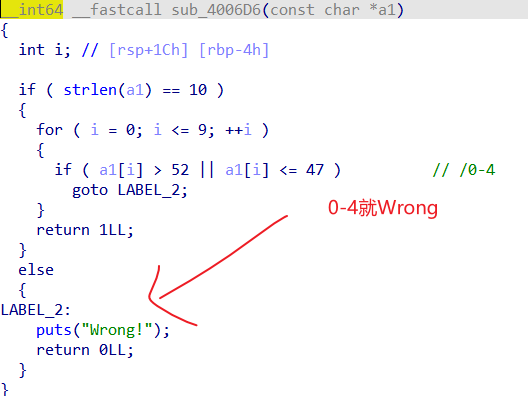 __int64 __fastcall sub_4006D6(const char *a1)
{
  int i; // [rsp+1Ch] [rbp-4h]
  if ( strlen(a1) == 10 )
  {
    for ( i = 0; i <= 9; ++i )
    {
      if ( a1[i] > 52 || a1[i] <= 47 ) // /0-4
        goto LABEL_2;
    }
    return 1LL;
  }
  else
  {
LABEL_2:
    puts("Wrong!");
    return 0LL;
  }
}
0-4就Wrong